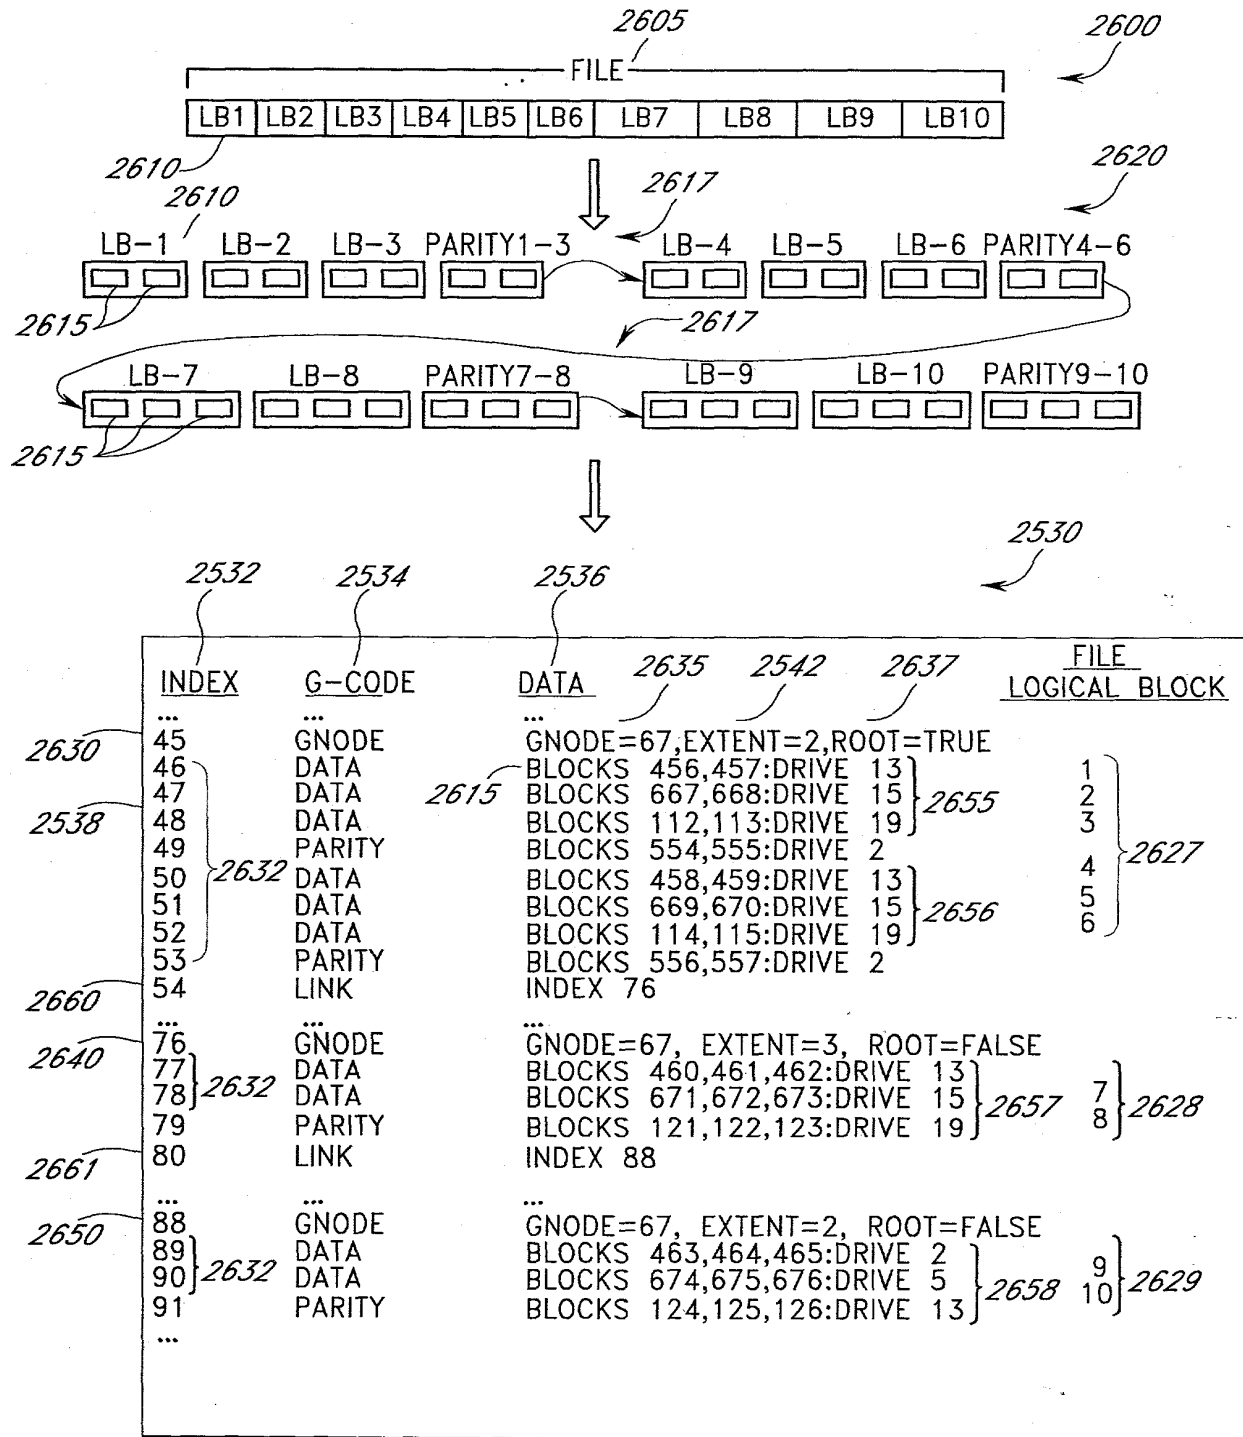 2605
2600
FILE
LB1 LB2 LB3 LB4 LB5 LB6 LB7 LB8 LB9 LB10
2610
2610 2617 2620
LB-1 LB-2 LB-3 PARITY1-3 LB-4 LB-5 LB-6 PARITY4-6
2615 2617
LB-7 LB-8 PARITY7-8 LB-9 LB-10 PARITY9-10
2615
2530
2532 2534 2536
2635 2542 2637 FILE
INDEX G-CODE DATA LOGICAL BLOCK
... ... ...
2630 45 GNODE GNODE=67,EXTENT=2,ROOT=TRUE
46 DATA 2615 BLOCKS 456,457:DRIVE 13 1
47 DATA BLOCKS 667,668:DRIVE 15 2655 2
2538 48 DATA BLOCKS 112,113:DRIVE 19 3
49 PARITY BLOCKS 554,555:DRIVE 2 2627
50 2632 DATA BLOCKS 458,459:DRIVE 13 4
51 DATA BLOCKS 669,670:DRIVE 15 2656 5
52 DATA BLOCKS 114,115:DRIVE 19 6
53 PARITY BLOCKS 556,557:DRIVE 2
2660 54 LINK INDEX 76
... ... ...
2640 76 GNODE GNODE=67, EXTENT=3, ROOT=FALSE
77 2632 DATA BLOCKS 460,461,462:DRIVE 13
78 DATA BLOCKS 671,672,673:DRIVE 15 2657 7 2628
79 PARITY BLOCKS 121,122,123:DRIVE 19 8
2661 80 LINK INDEX 88
... ... ...
2650 88 GNODE GNODE=67, EXTENT=2, ROOT=FALSE
89 2632 DATA BLOCKS 463,464,465:DRIVE 2 9
90 DATA BLOCKS 674,675,676:DRIVE 5 2658 10 2629
91 PARITY BLOCKS 124,125,126:DRIVE 13
...